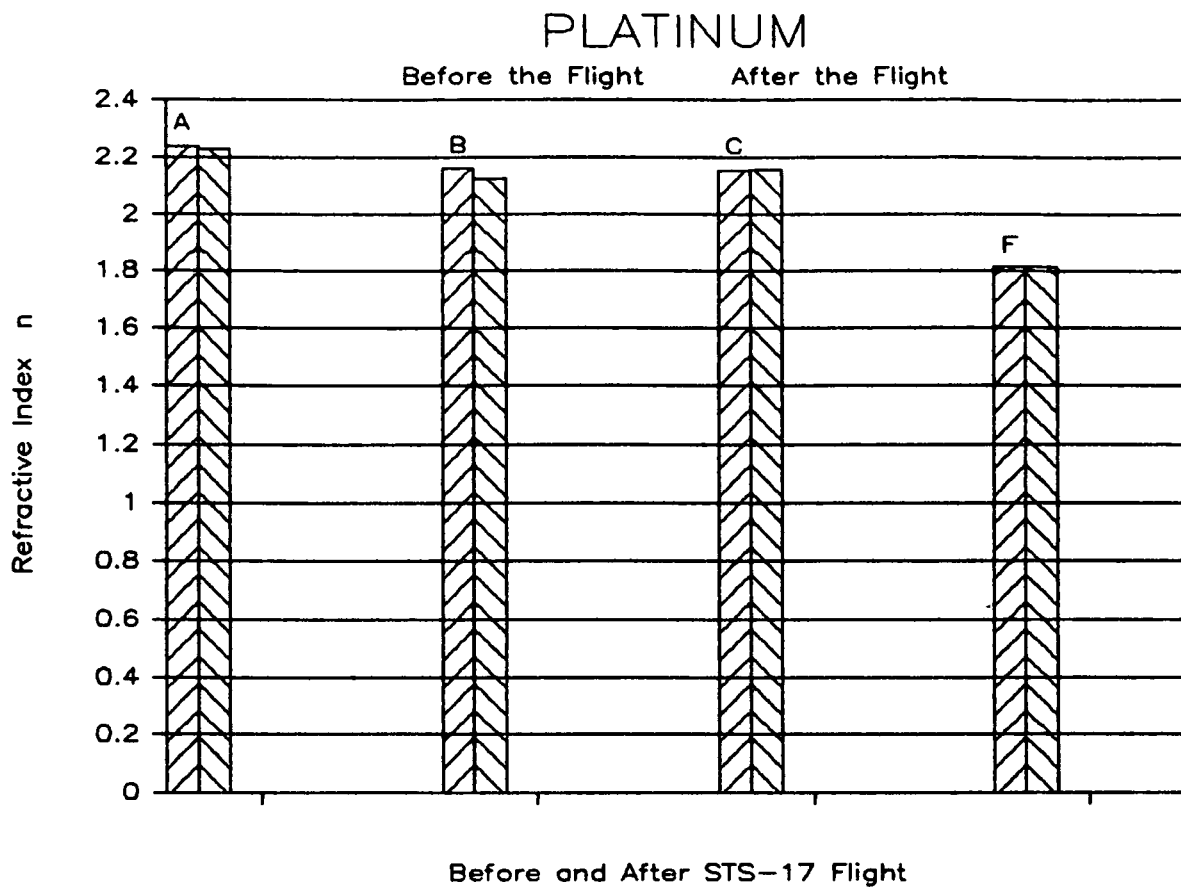 PLATINUM
Before the Flight After the Flight
2.4
A
2.2
B
C
2
F
1.8
1.6
1.4
1.2
1
0.8
0.6
0.4
0.2
0
Refractive Index n
Before and After STS-17 Flight